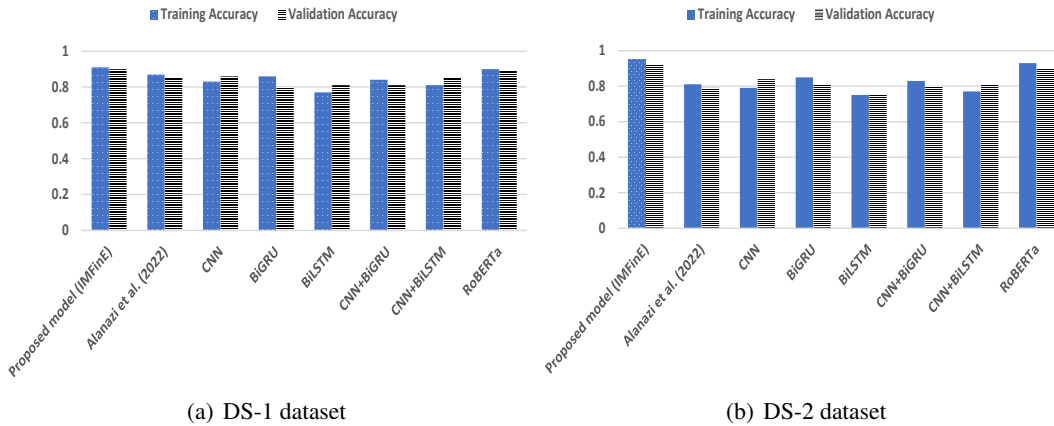 Training Accuracy Validation Accuracy
1
0.8
0.6
0.4
0.2
0
Proposed model (IMFinE)
Alanazi et al. (2022)
CNN
BiGRU
BiLSTM
CNN+BiGRU
CNN+BiLSTM
RoBERTa
(a) DS-1 dataset
Training Accuracy Validation Accuracy
1
0.8
0.6
0.4
0.2
0
Proposed model (IMFinE)
Alanazi et al. (2022)
CNN
BiGRU
BiLSTM
CNN+BiGRU
CNN+BiLSTM
RoBERTa
(b) DS-2 dataset